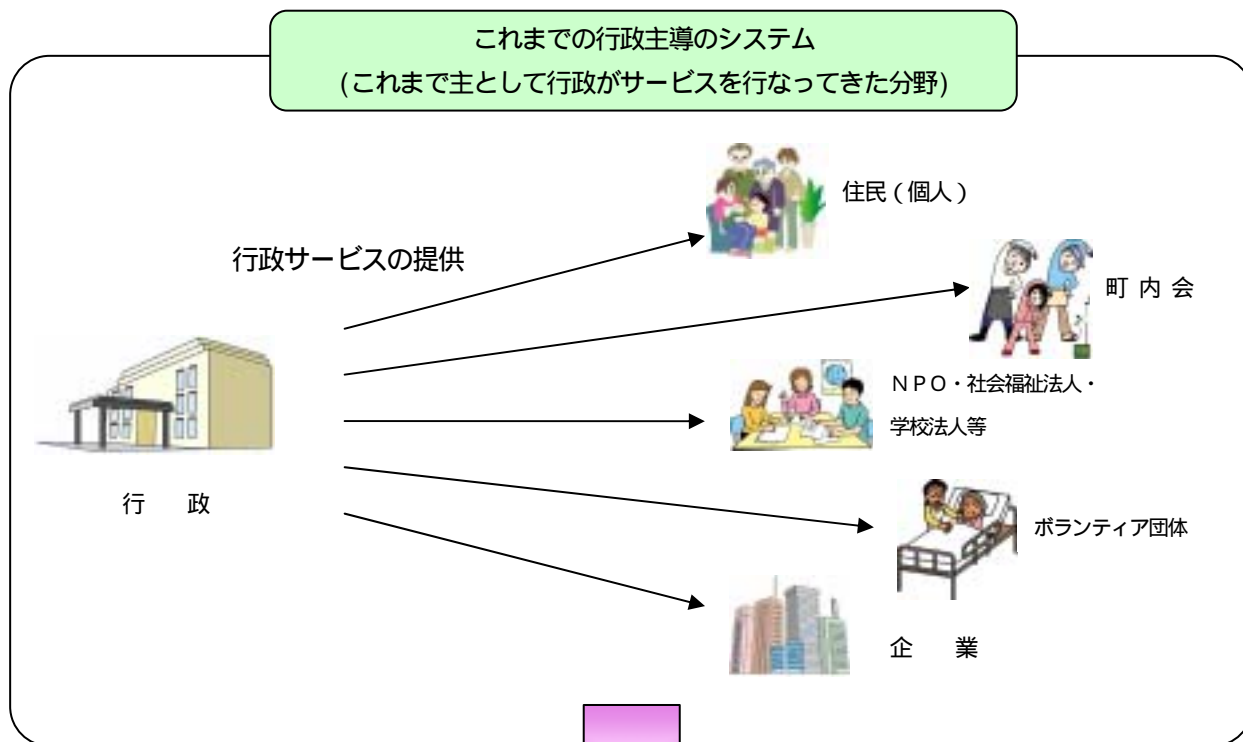 これまでの行政主導のシステム
(これまで主として行政がサービスを行なってきた分野)
住民（個人）
行政サービスの提供
町 内 会
ＮＰＯ・社会福祉法人・
学校法人等
行　政
ボランティア団体
企　業